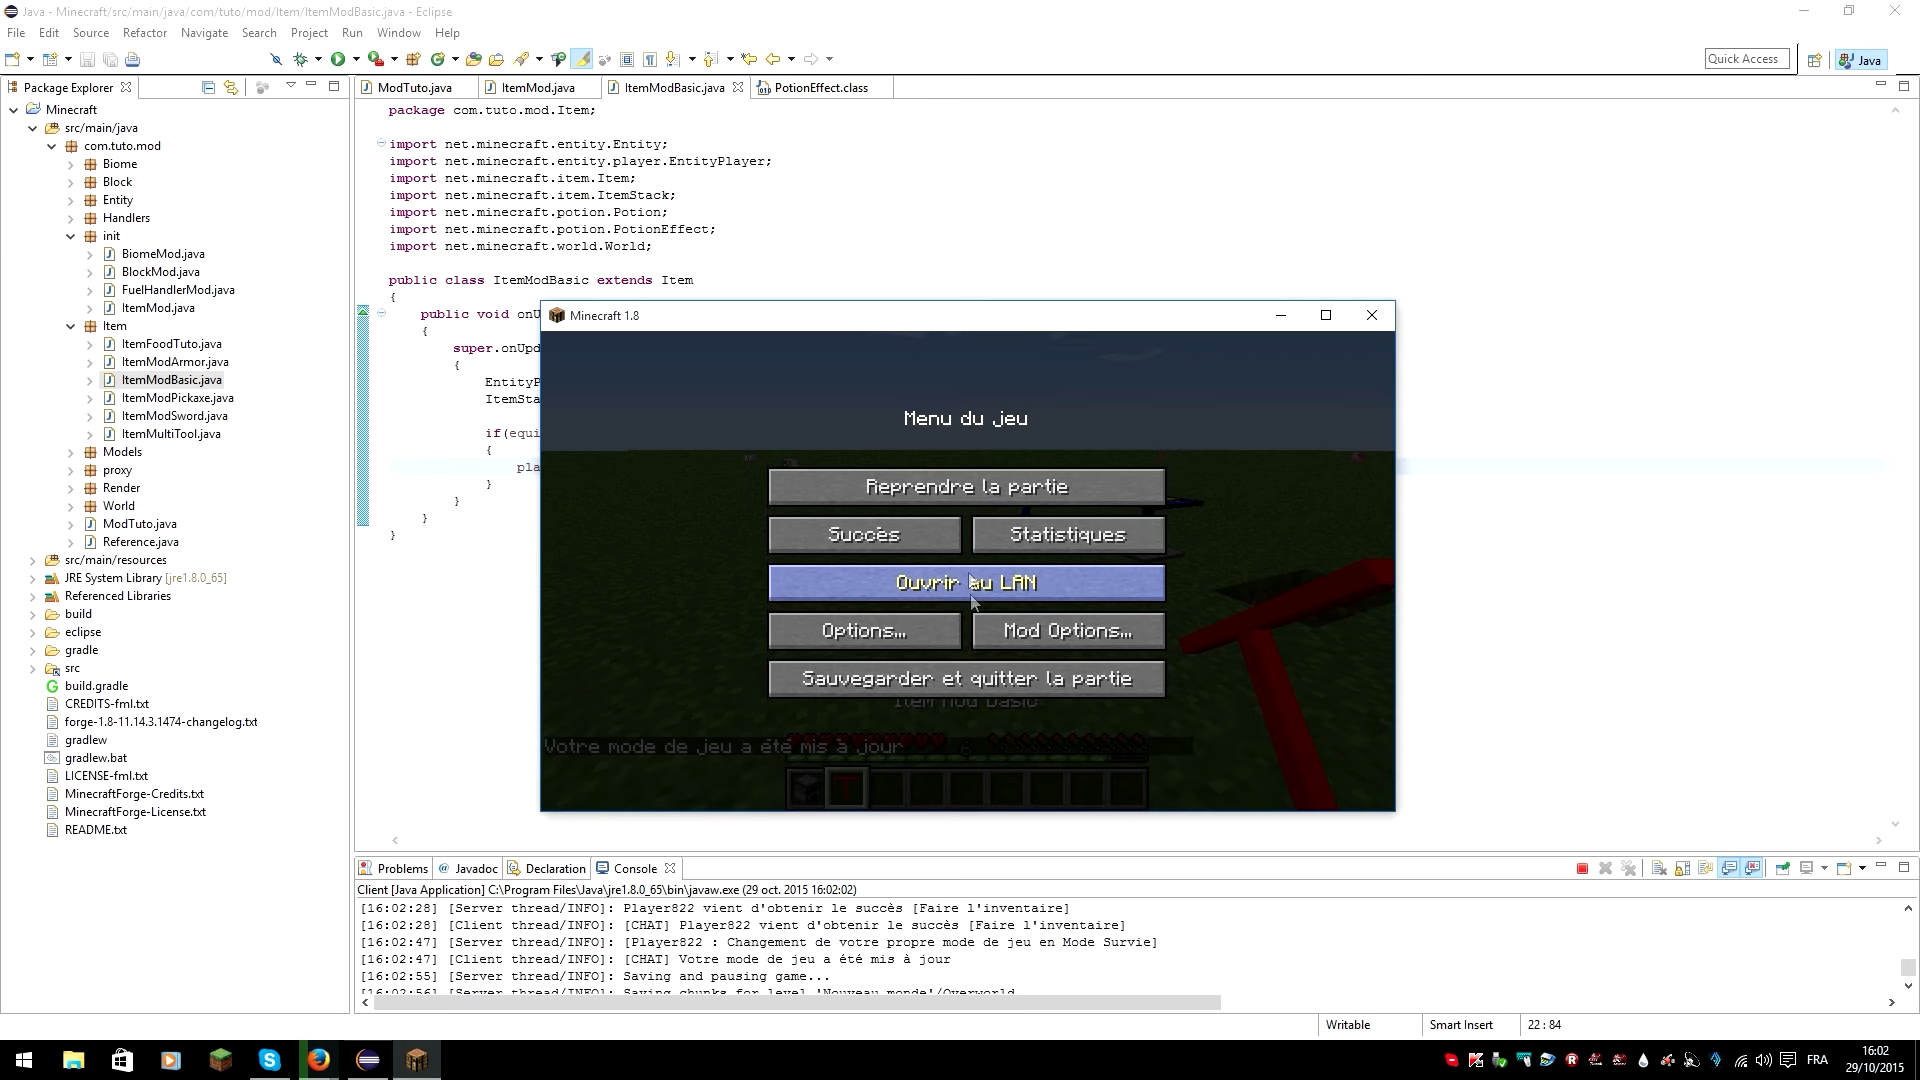 Java - Minecraft/src/main/java/com/tuto/mod/Item/ItemModBasic.java - Eclipse
File Edit Source Refactor Navigate Search Project Run Window Help
Quick Access
Java
Package Explorer
Minecraft
src/main/java
com.tuto.mod
Biome
Block
Entity
Handlers
init
BiomeMod.java
BlockMod.java
FuelHandlerMod.java
ItemMod.java
Item
ItemFoodTuto.java
ItemModArmor.java
ItemModBasic.java
ItemModPickaxe.java
ItemModSword.java
ItemMultiTool.java
Models
proxy
Render
World
ModTuto.java
Reference.java
src/main/resources
JRE System Library [jre1.8.0_65]
Referenced Libraries
build
eclipse
gradle
src
build.gradle
CREDITS-fml.txt
forge-1.8-11.14.3.1474-changelog.txt
gradlew
gradlew.bat
LICENSE-fml.txt
MinecraftForge-Credits.txt
MinecraftForge-License.txt
README.txt
ModTuto.java ItemMod.java ItemModBasic.java PotionEffect.class
package com.tuto.mod.Item;
import net.minecraft.entity.Entity;
import net.minecraft.entity.player.EntityPlayer;
import net.minecraft.item.Item;
import net.minecraft.item.ItemStack;
import net.minecraft.potion.Potion;
import net.minecraft.potion.PotionEffect;
import net.minecraft.world.World;
public class ItemModBasic extends Item
{
public void onU
{
super.onUpd
{
EntityP
ItemSta
if(equi
{
pla
}
}
}
}
Minecraft 1.8
Menu du jeu
Reprendre la partie
Succès Statistiques
Ouvrir au LAN
Options... Mod Options...
Sauvegarder et quitter la partie
Item Mod Basic
Votre mode de jeu a été mis à jour
Problems Javadoc Declaration Console
Client [Java Application] C:\Program Files\Java\jre1.8.0_65\bin\javaw.exe (29 oct. 2015 16:02:02)
[16:02:28] [Server thread/INFO]: Player822 vient d'obtenir le succès [Faire l'inventaire]
[16:02:28] [Client thread/INFO]: [CHAT] Player822 vient d'obtenir le succès [Faire l'inventaire]
[16:02:47] [Server thread/INFO]: [Player822 : Changement de votre propre mode de jeu en Mode Survie]
[16:02:47] [Client thread/INFO]: [CHAT] Votre mode de jeu a été mis à jour
[16:02:55] [Server thread/INFO]: Saving and pausing game...
[16:02:56] [Server thread/INFO]: Saving chunks for level 'Nouveau monde'/Overworld
Writable Smart Insert 22 : 84
FRA
16:02
29/10/2015